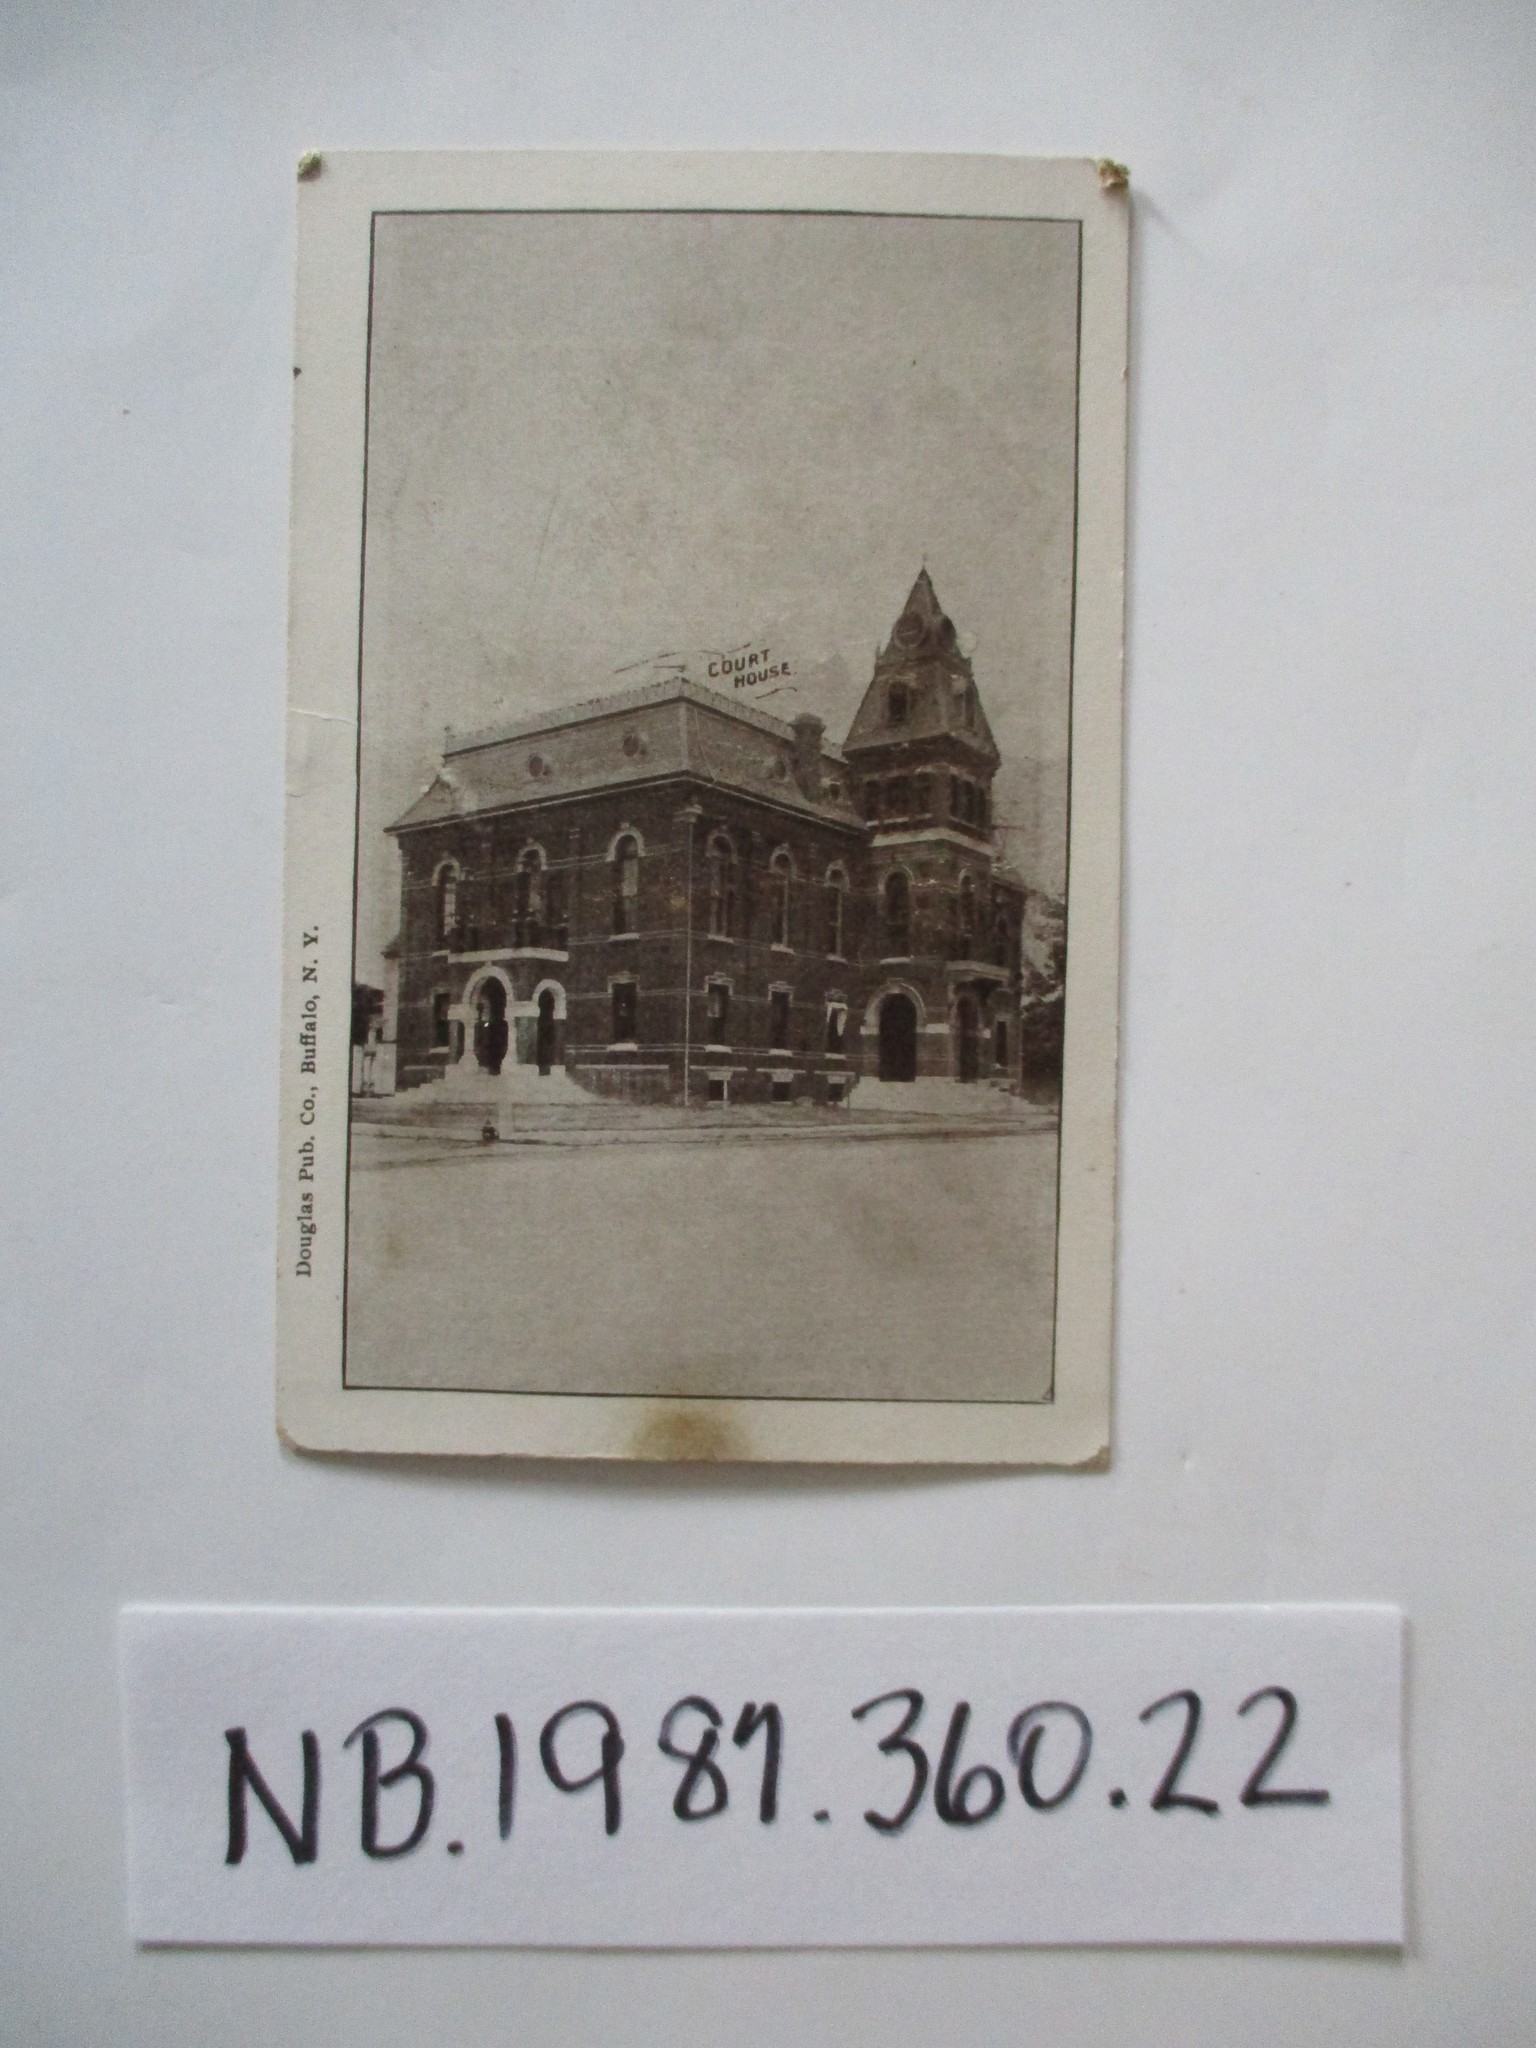 COURT
HOUSE.
Douglas Pub. Co., Buffalo, N. Y.
NB.1987.360.22